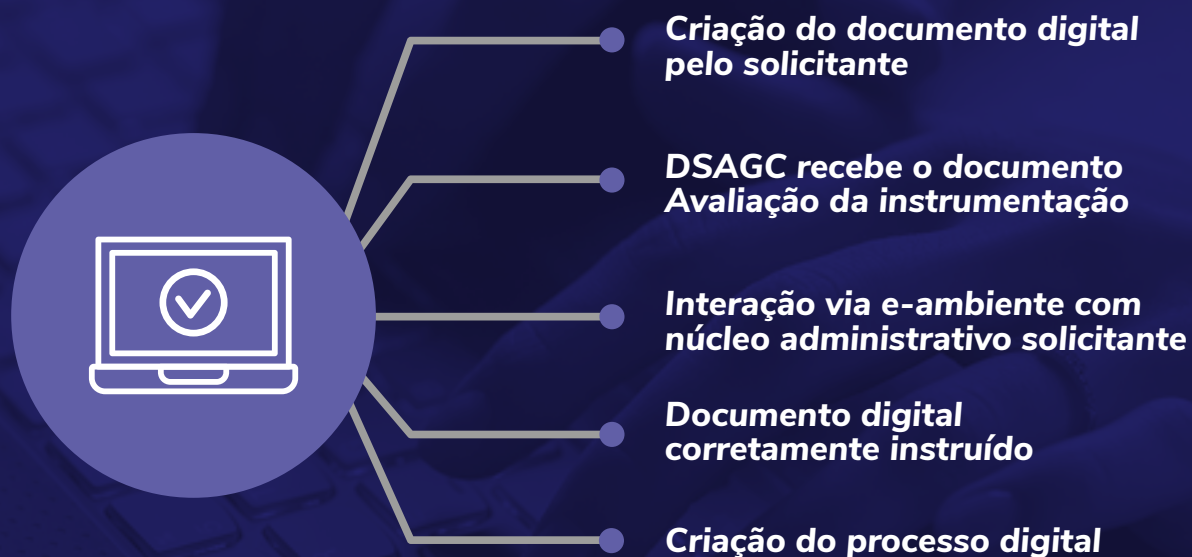 Criação do documento digital
pelo solicitante
DSAGC recebe o documento
Avaliação da instrumentação
Interação via e-ambiente com
núcleo administrativo solicitante
Documento digital
corretamente instruído
Criação do processo digital